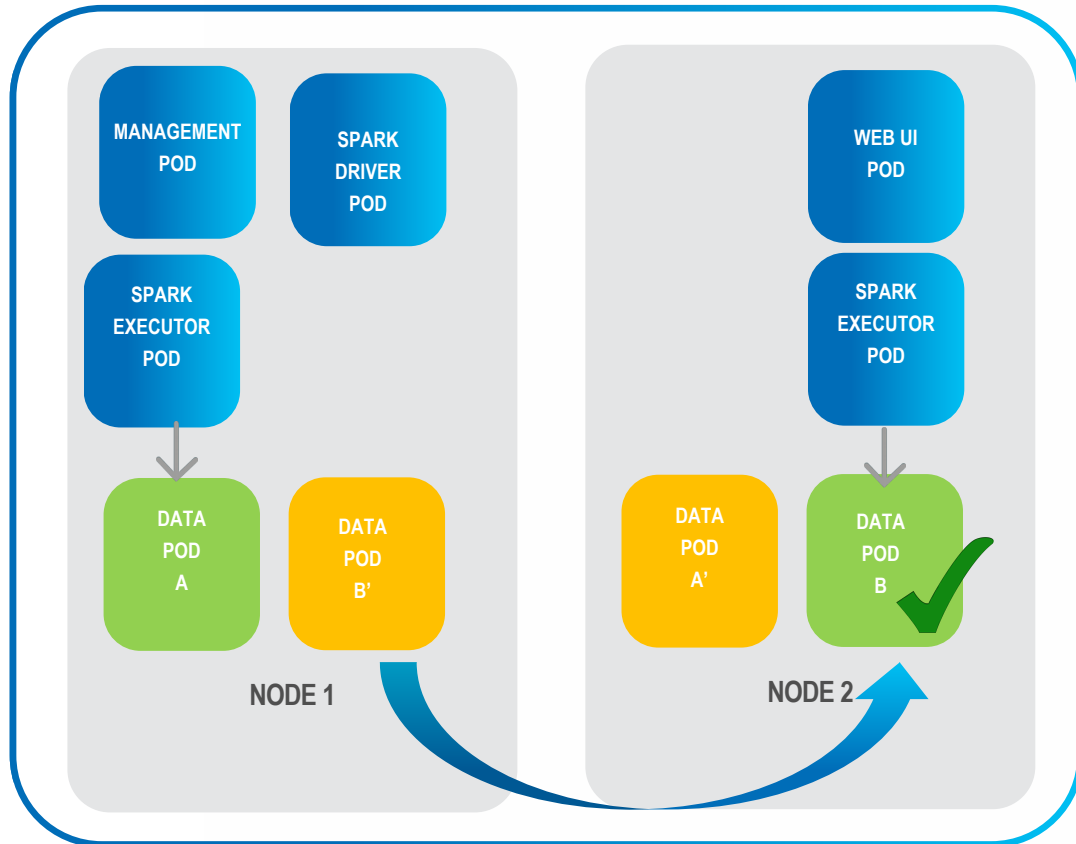 MANAGEMENT
POD
SPARK
DRIVER
POD
SPARK
EXECUTOR
POD
DATA
POD
A
DATA
POD
B'
NODE 1
WEB UI
POD
SPARK
EXECUTOR
POD
DATA
POD
A’
DATA
POD
B
NODE 2